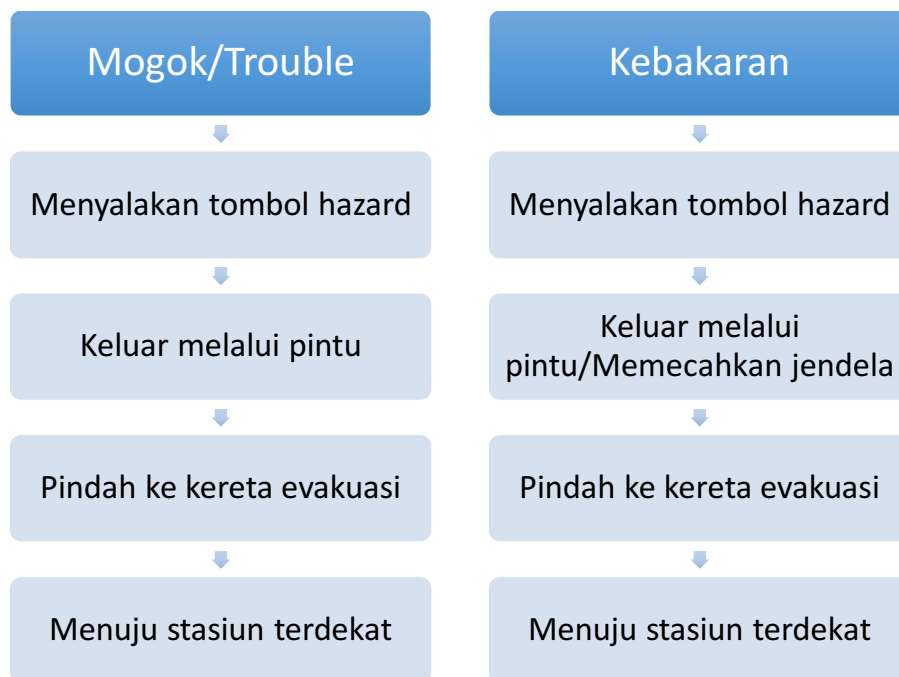 Mogok/Trouble
Menyalakan tombol hazard
Keluar melalui pintu
Pindah ke kereta evakuasi
Menuju stasiun terdekat
Kebakaran
Menyalakan tombol hazard
Keluar melalui
pintu/Memecahkan jendela
Pindah ke kereta evakuasi
Menuju stasiun terdekat